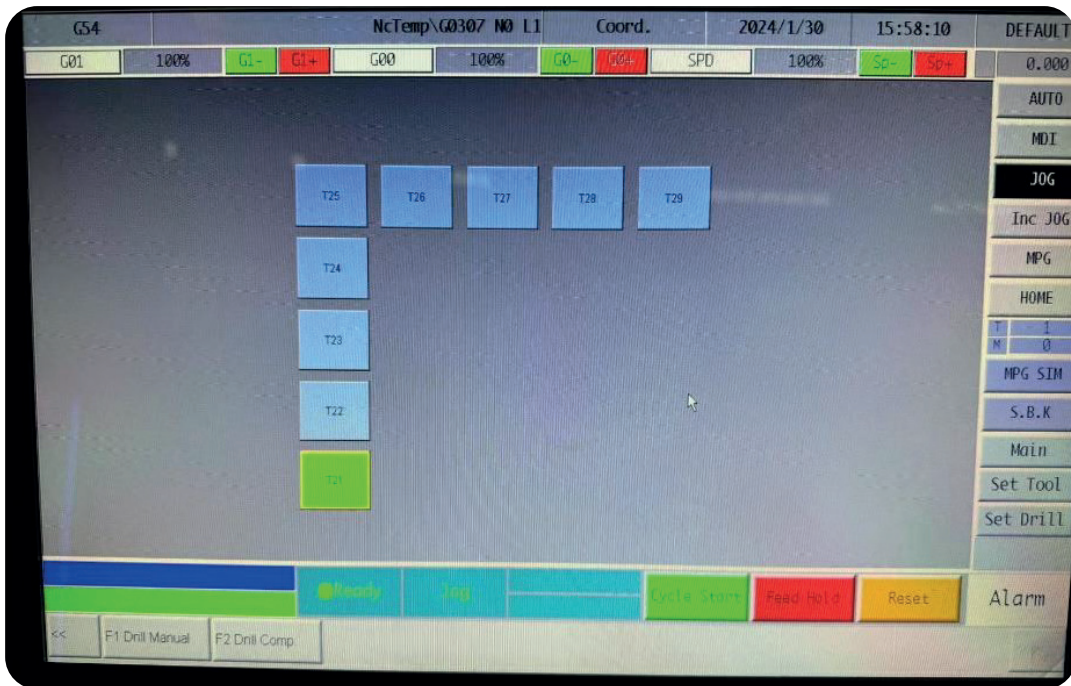 G54 NcTemp\G0307 N0 L1 Coord. 2024/1/30 15:58:10 DEFAULT
G01 100% G1- G1+ G00 100% G0- G0+ SPD 100% Sp- Sp+ 0.000
AUTO
MDI
JOG
Inc JOG
MPG
HOME
T 1
M 0
MPG SIM
S.B.K
Main
Set Tool
Set Drill
T25 T26 T27 T28 T29
T24
T23
T22
T21
Ready Jog Cycle Start Feed Hold Reset Alarm
<< F1 Drill Manual F2 Drill Comp.